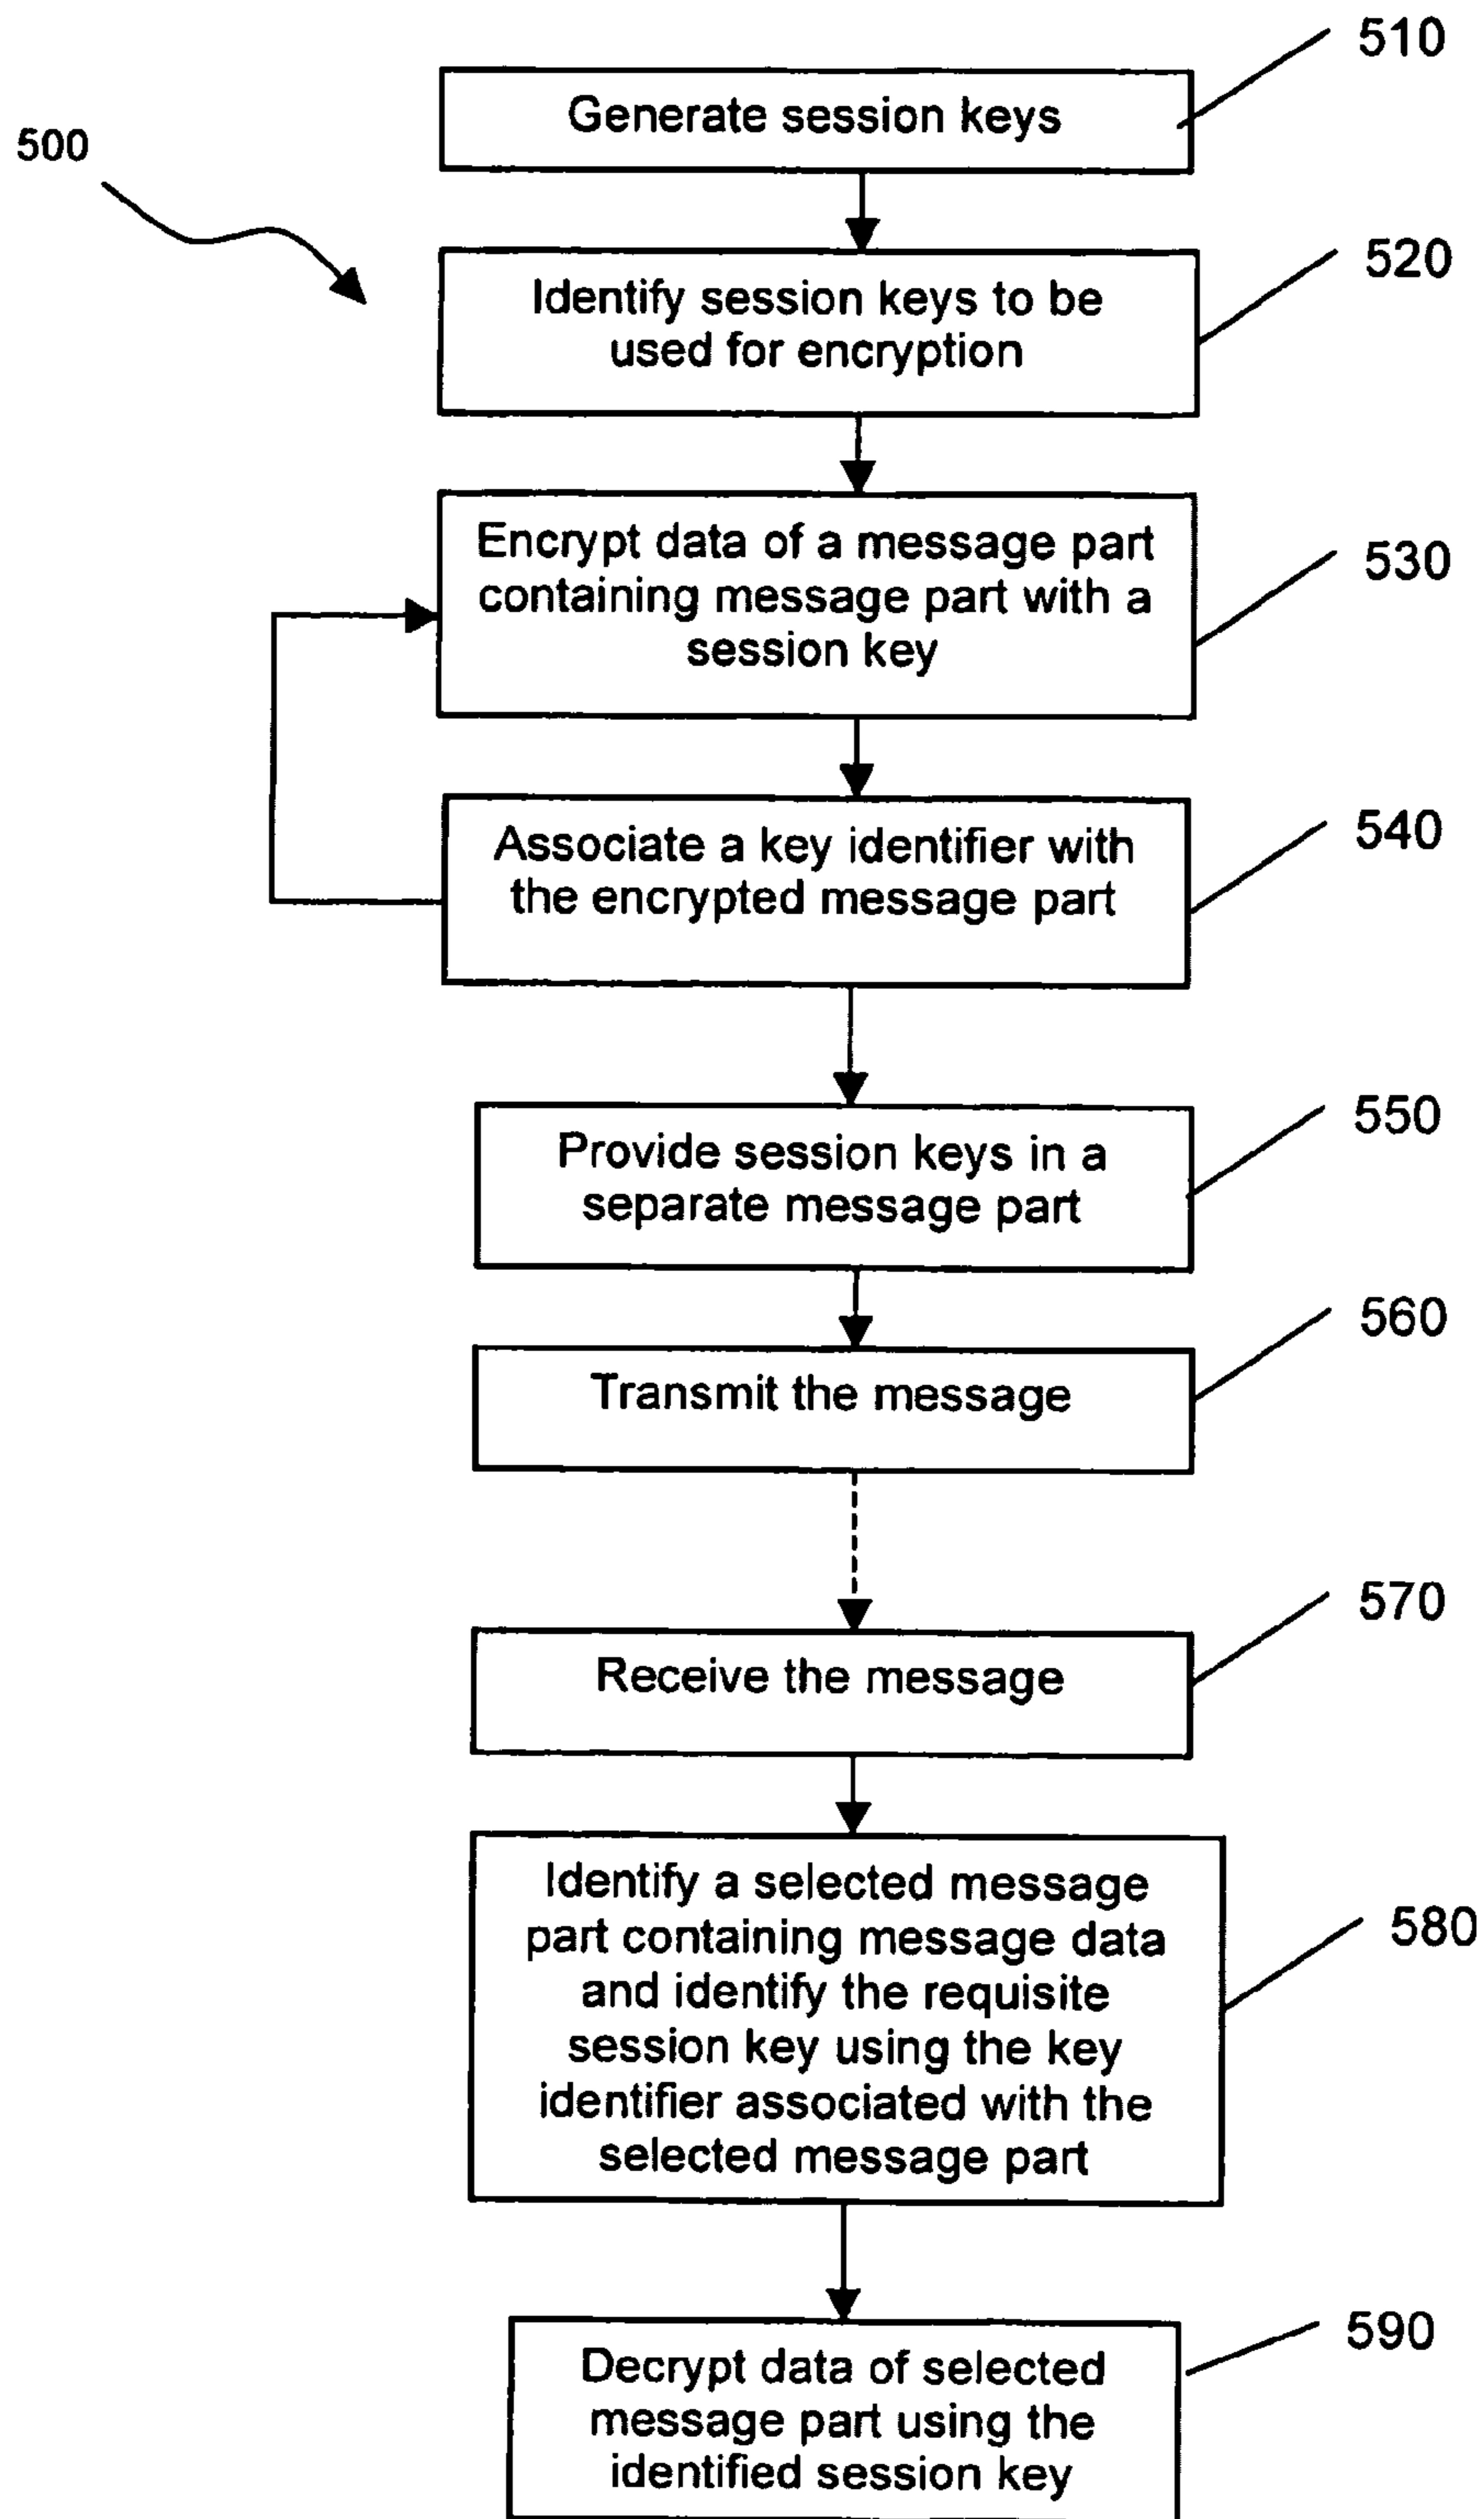 510
Generate session keys
500
520
Identify session keys to be
used for encryption
530
Encrypt data of a message part
containing message part with a
session key
540
Associate a key identifier with
the encrypted message part
550
Provide session keys in a
separate message part
560
Transmit the message
570
Receive the message
580
Identify a selected message
part containing message data
and identify the requisite
session key using the key
identifier associated with the
selected message part
590
Decrypt data of selected
message part using the
identified session key